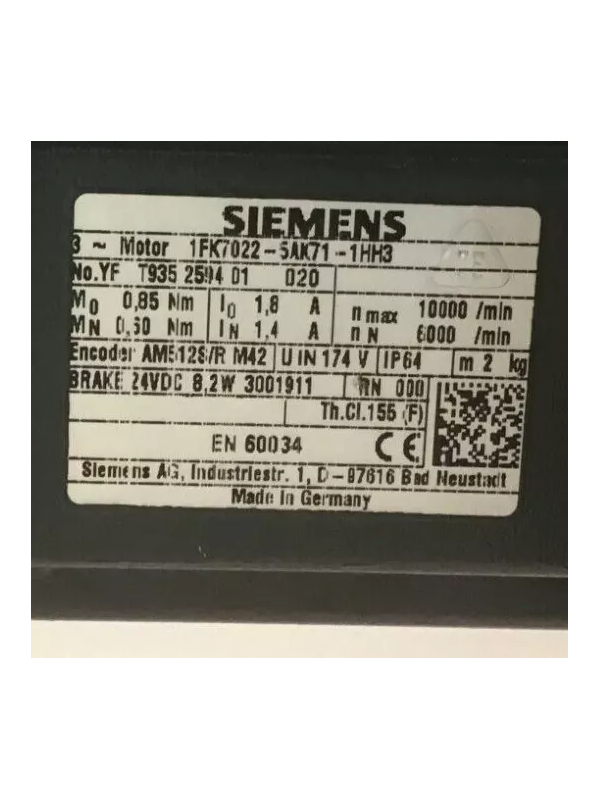 SIEMENS
3 ~ Motor 1FK7022-5AK71-1HH3
No.YF T935 2594 01 020
M0 0,85 Nm I0 1,8 A n max 10000 /min
MN 0,60 Nm IN 1,4 A n N 6000 /min
Encoder AM512S/R M42 UIN 174 V IP64 m 2 kg
BRAKE 24VDC 8,2W 3001911 RN 000
Th.Cl.155 (F)
EN 60034 CE
Siemens AG, Industriestr. 1, D-97616 Bad Neustadt
Made in Germany